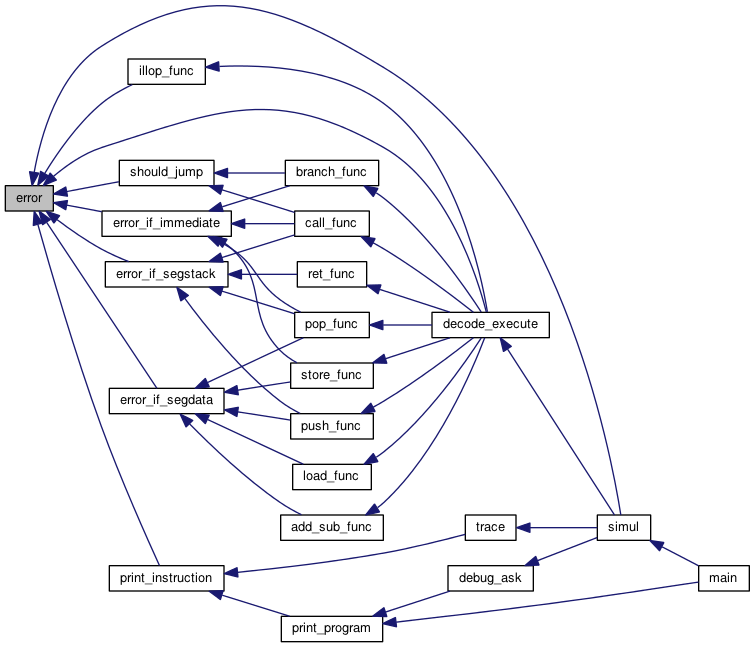 illop_func
should_jump
branch_func
error
error_if_immediate
call_func
error_if_segstack
ret_func
pop_func
decode_execute
store_func
error_if_segdata
push_func
load_func
add_sub_func
trace
simul
print_instruction
debug_ask
main
print_program